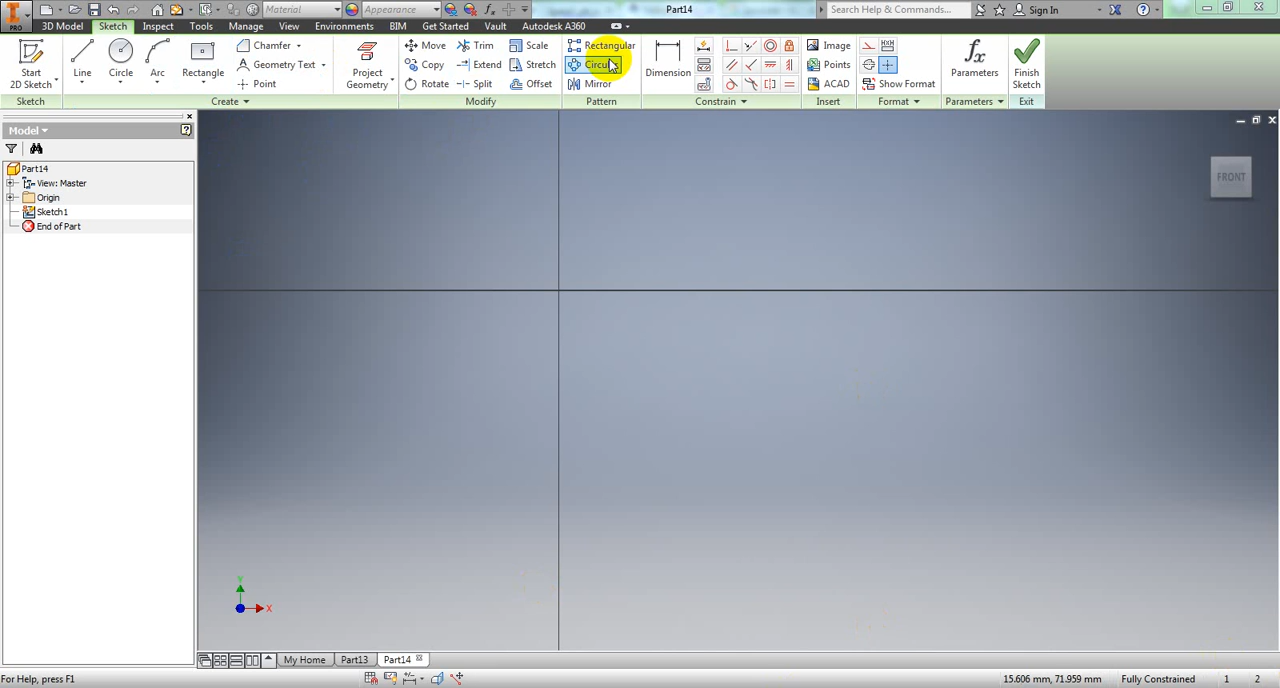 Material Appearance Part14 Search Help & Commands... Sign In
PRO 3D Model Sketch Inspect Tools Manage View Environments BIM Get Started Vault Autodesk A360
Start 2D Sketch Line Circle Arc Rectangle Chamfer Geometry Text Point Project Geometry Move Copy Rotate Trim Extend Split Scale Stretch Offset Rectangular Mirror Dimension Image Points ACAD Show Format Parameters Finish Sketch
Sketch Create Modify Pattern Constrain Insert Format Parameters Exit
Model
Part14
View: Master
Origin
Sketch1
End of Part
FRONT
Y
X
My Home Part13 Part14
For Help, press F1 15.606 mm, 71.959 mm Fully Constrained 1 2